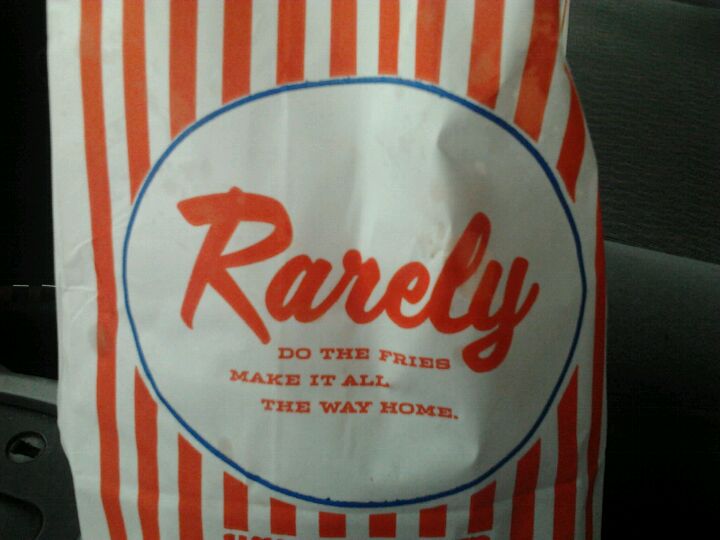 Rarely
DO THE FRIES
MAKE IT ALL
THE WAY HOME.